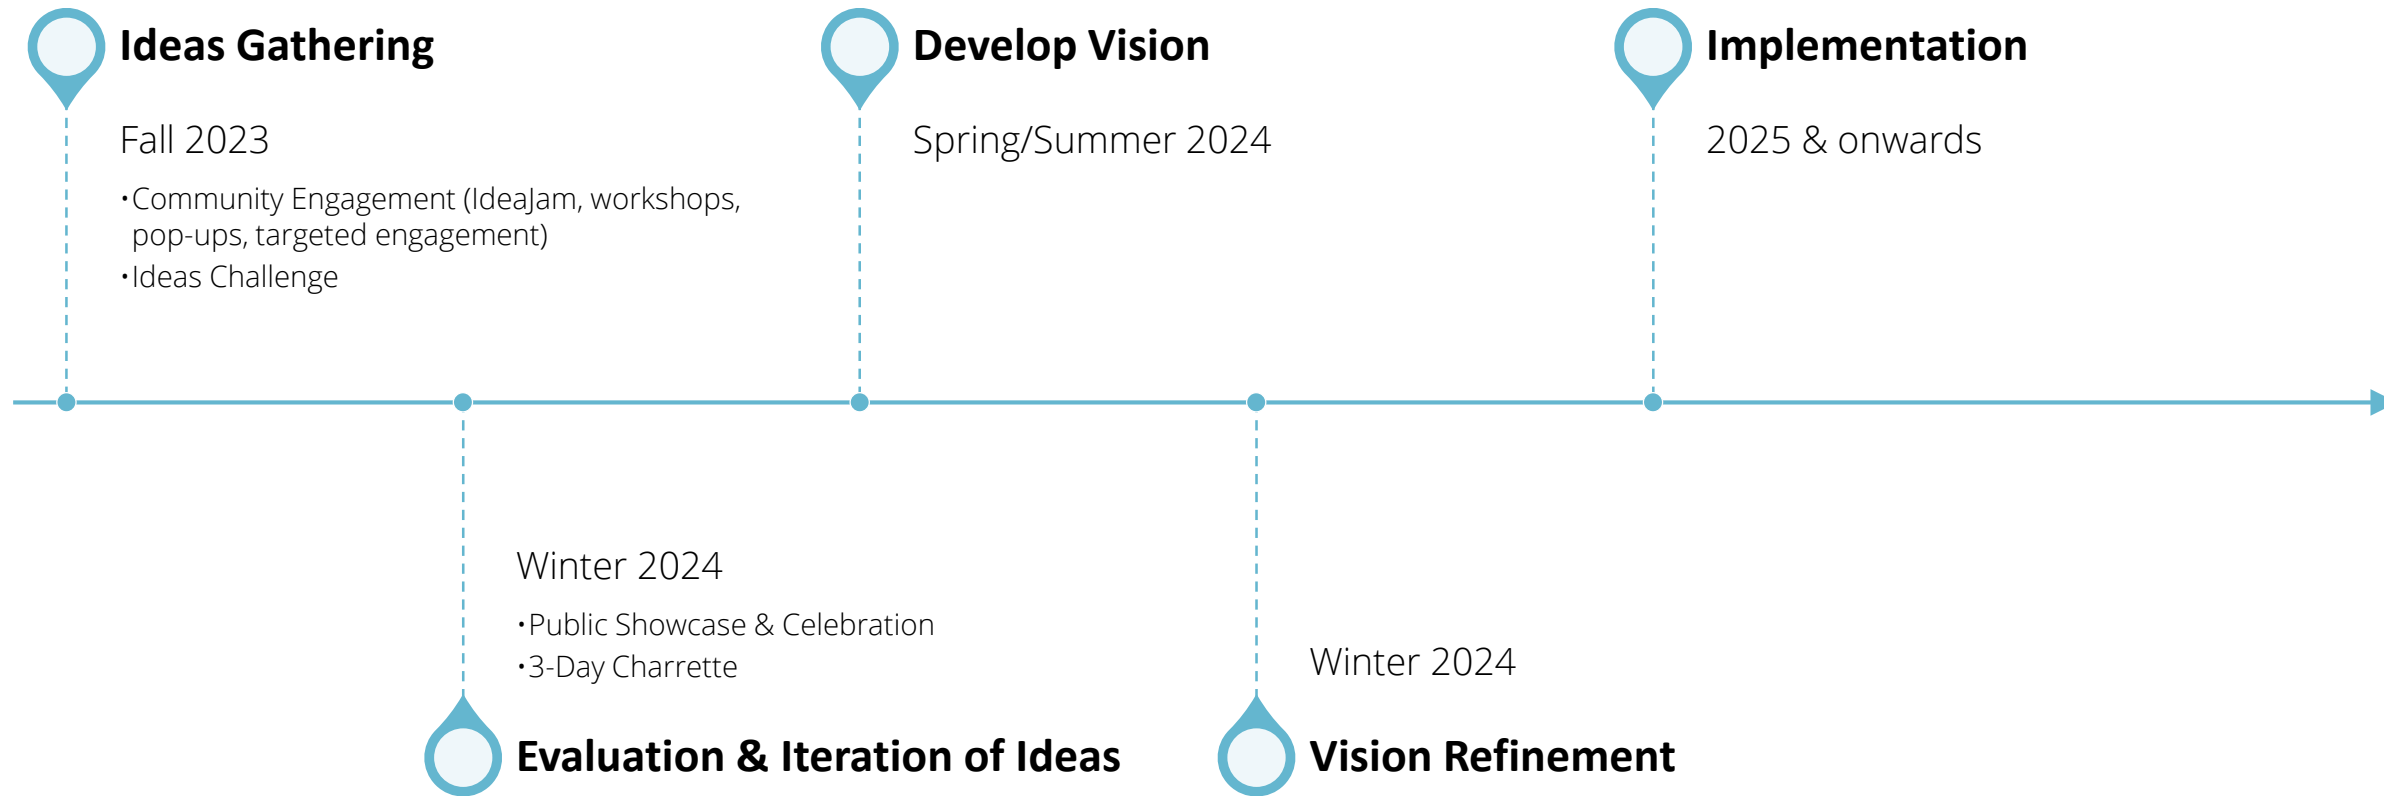 Ideas Gathering
Fall 2023
·Community Engagement (IdeaJam, workshops,
pop-ups, targeted engagement)
·Ideas Challenge
Develop Vision
Spring/Summer 2024
Implementation
2025 & onwards
Winter 2024
·Public Showcase & Celebration
·3-Day Charrette
Evaluation & Iteration of Ideas
Winter 2024
Vision Refinement